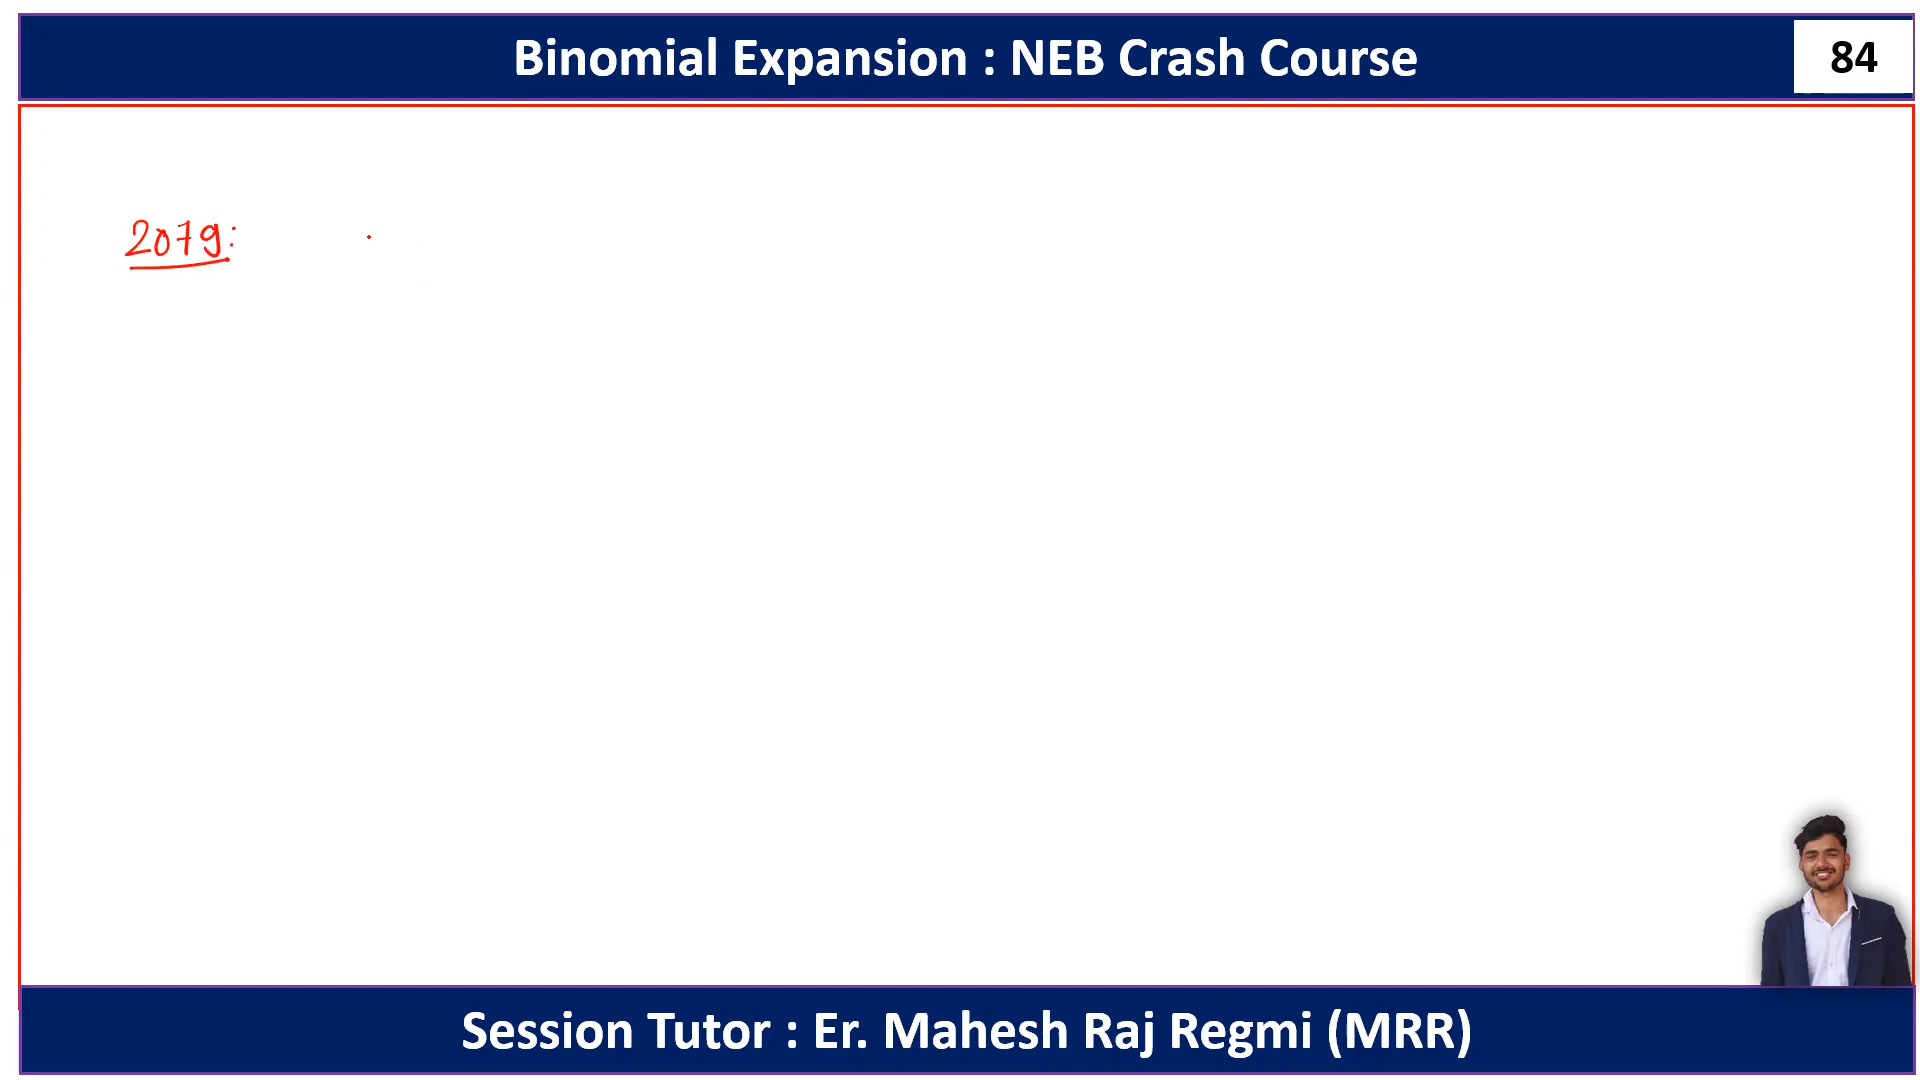 Binomial Expansion : NEB Crash Course
84
2079:
Session Tutor : Er. Mahesh Raj Regmi (MRR)